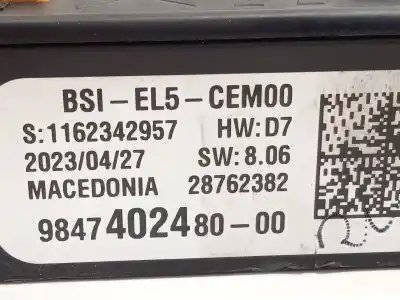 BSI-EL5-CEM00
S:1162342957 HW:D7
2023/04/27 SW: 8.06
MACEDONIA 28762382
9847402480-00